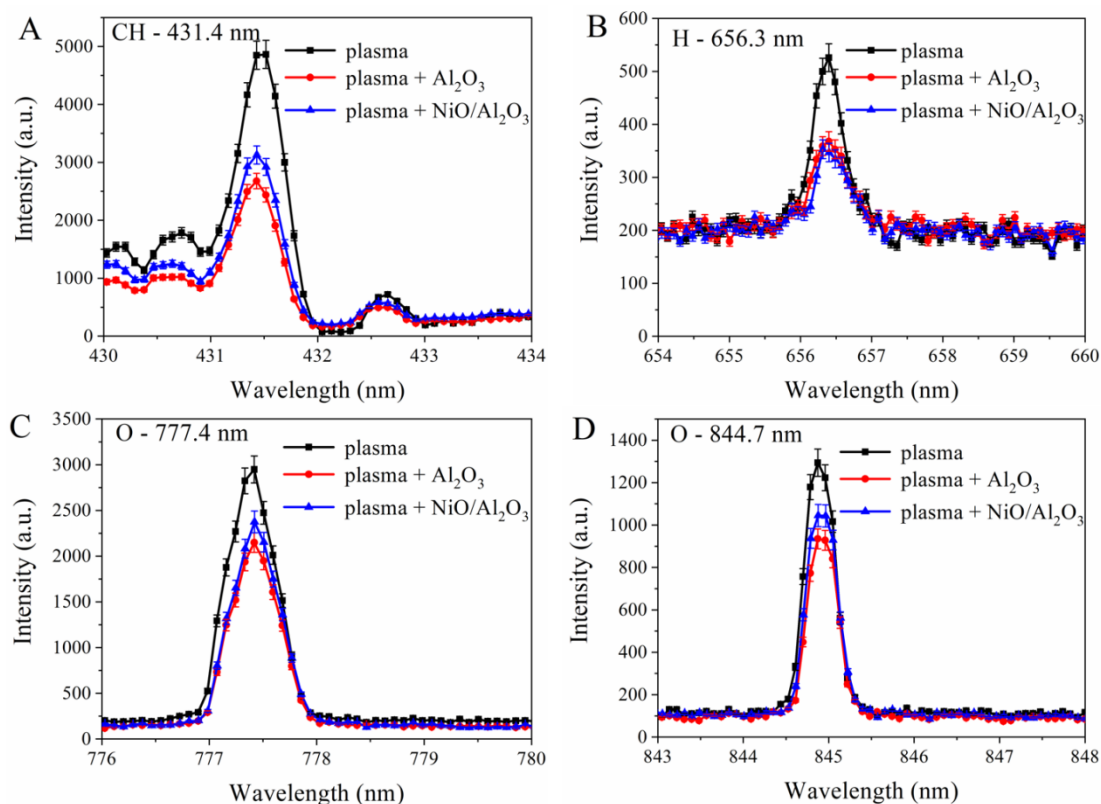 A
CH - 431.4 nm
plasma
plasma + Al₂O₃
plasma + NiO/Al₂O₃
5000
4000
3000
2000
1000
0
Intensity (a.u.)
430 431 432 433 434
Wavelength (nm)
B
H - 656.3 nm
plasma
plasma + Al₂O₃
plasma + NiO/Al₂O₃
600
500
400
300
200
100
0
Intensity (a.u.)
654 655 656 657 658 659 660
Wavelength (nm)
C
O - 777.4 nm
plasma
plasma + Al₂O₃
plasma + NiO/Al₂O₃
3500
3000
2500
2000
1500
1000
500
0
Intensity (a.u.)
776 777 778 779 780
Wavelength (nm)
D
O - 844.7 nm
plasma
plasma + Al₂O₃
plasma + NiO/Al₂O₃
1400
1200
1000
800
600
400
200
0
Intensity (a.u.)
843 844 845 846 847 848
Wavelength (nm)